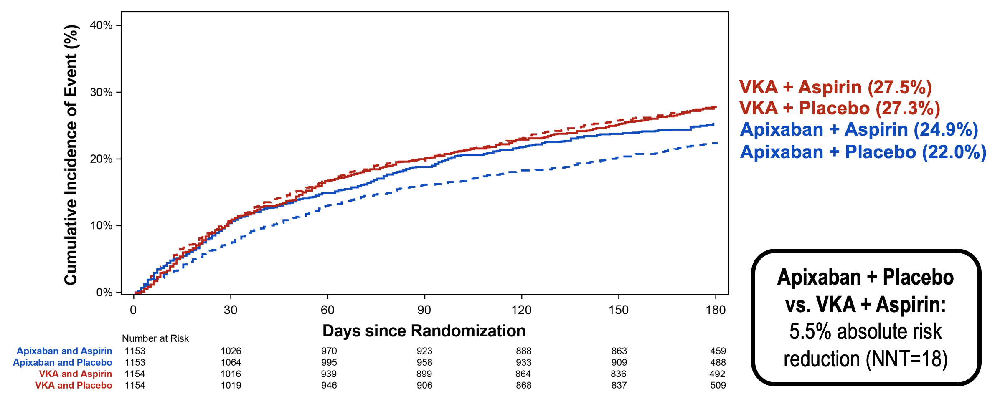 Cumulative Incidence of Event (%)
40%
30%
20%
10%
0%
0 30 60 90 120 150 180
Days since Randomization
VKA + Aspirin (27.5%)
VKA + Placebo (27.3%)
Apixaban + Aspirin (24.9%)
Apixaban + Placebo (22.0%)
Apixaban + Placebo
vs. VKA + Aspirin:
5.5% absolute risk
reduction (NNT=18)
Number at Risk
Apixaban and Aspirin 1153 1026 970 923 888 863 459
Apixaban and Placebo 1153 1064 995 958 933 909 488
VKA and Aspirin 1154 1016 939 899 864 836 492
VKA and Placebo 1154 1019 946 906 868 837 509